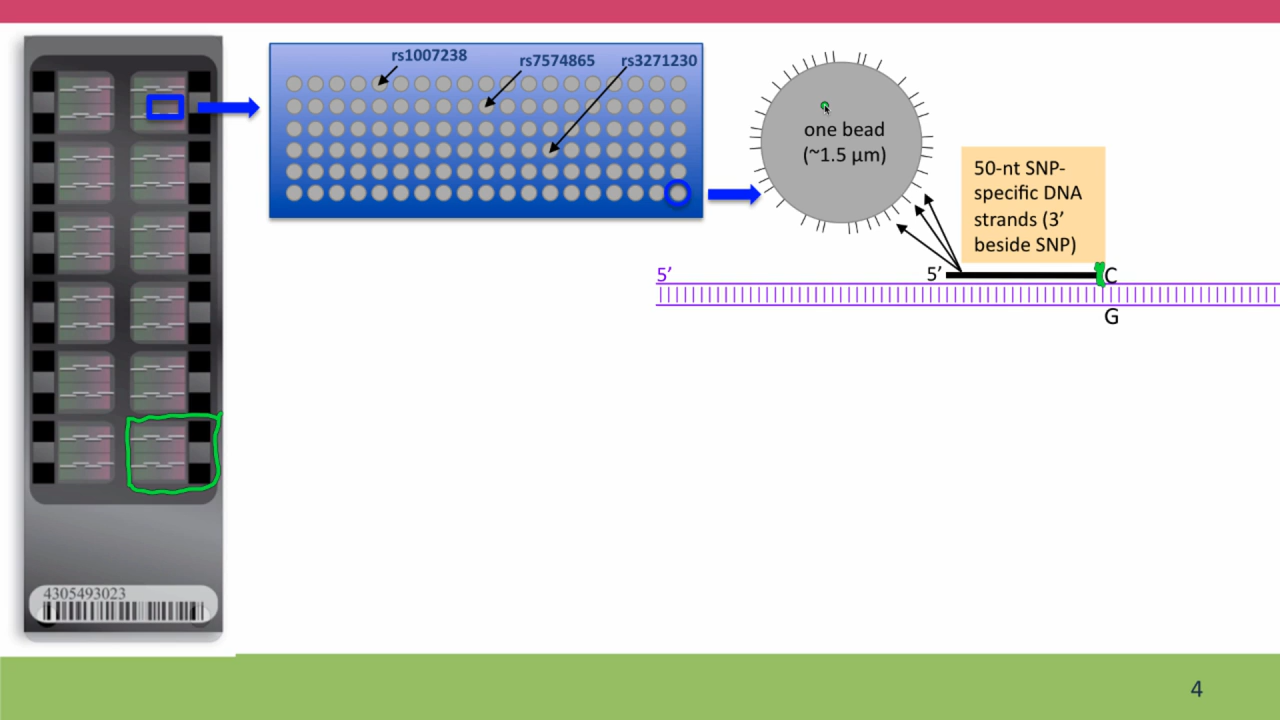 rs1007238
rs7574865
rs3271230
one bead
(~1.5 μm)
50-nt SNP-
specific DNA
strands (3’
beside SNP)
5’
5’
C
G
4305493023
4